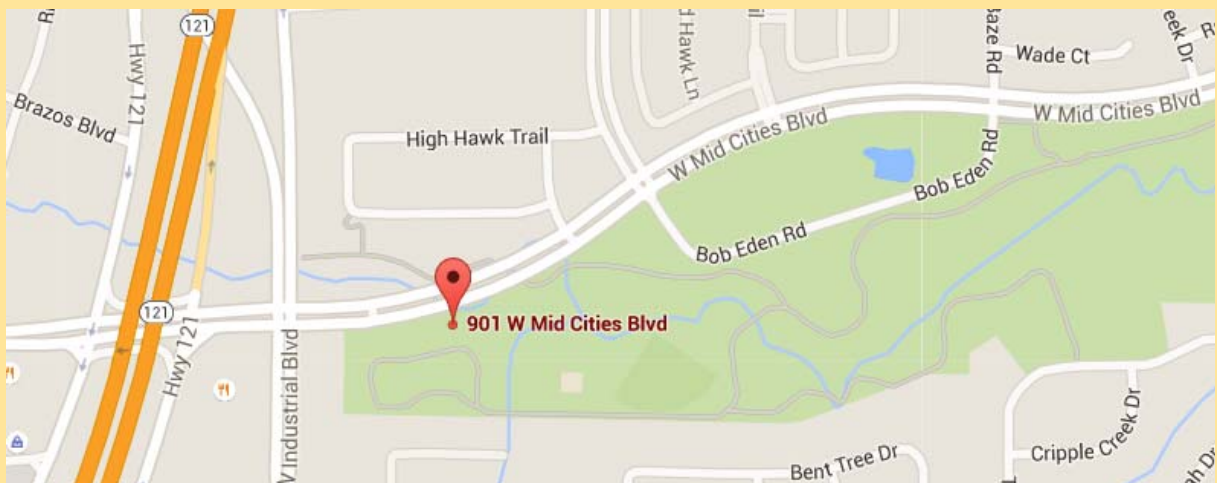 121
Hwy 121
Brazos Blvd
High Hawk Trail
Hawk Ln
W Mid Cities Blvd
Baze Rd
Wade Ct
W Mid Cities Blvd
Bob Eden Rd
Bob Eden Rd
121
Hwy 121
901 W Mid Cities Blvd
Industrial Blvd
Bent Tree Dr
Cripple Creek Dr